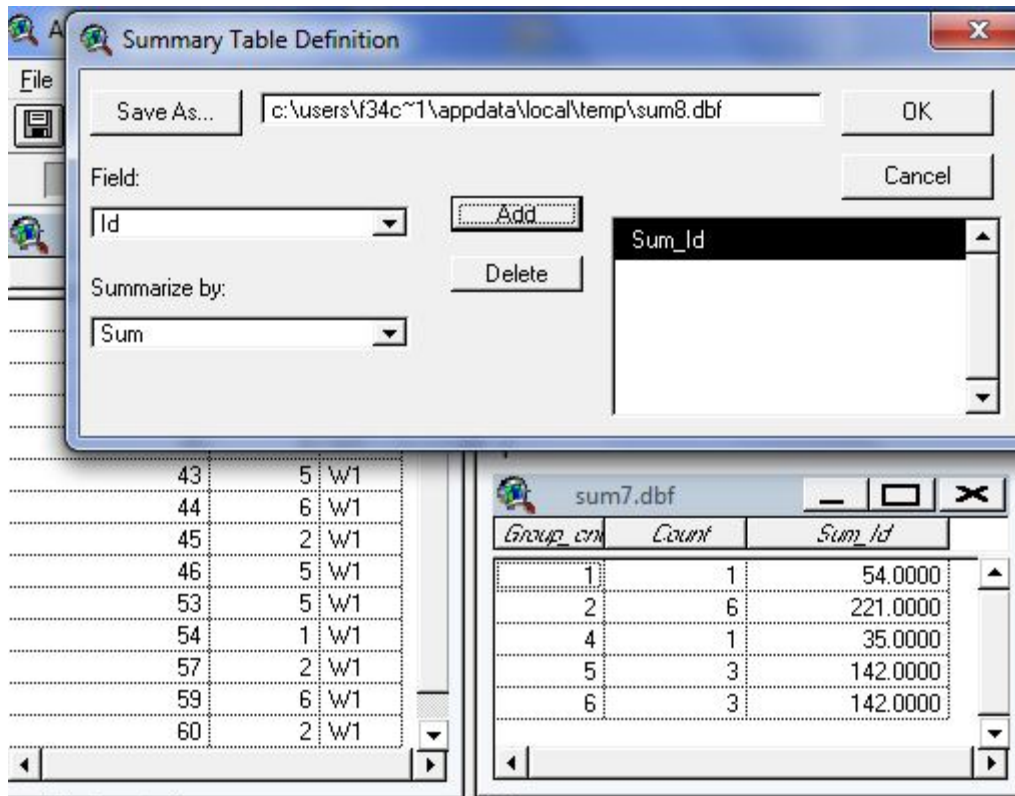 A
Summary Table Definition
File
Save As...
c:\users\f34c~1\appdata\local\temp\sum8.dbf
OK
Cancel
Field:
Id
Add
Sum_Id
Delete
Summarize by:
Sum
43 5 W1
44 6 W1
45 2 W1
46 5 W1
53 5 W1
54 1 W1
57 2 W1
59 6 W1
60 2 W1
sum7.dbf
Group_cn Count Sum_Id
1 1 54.0000
2 6 221.0000
4 1 35.0000
5 3 142.0000
6 3 142.0000